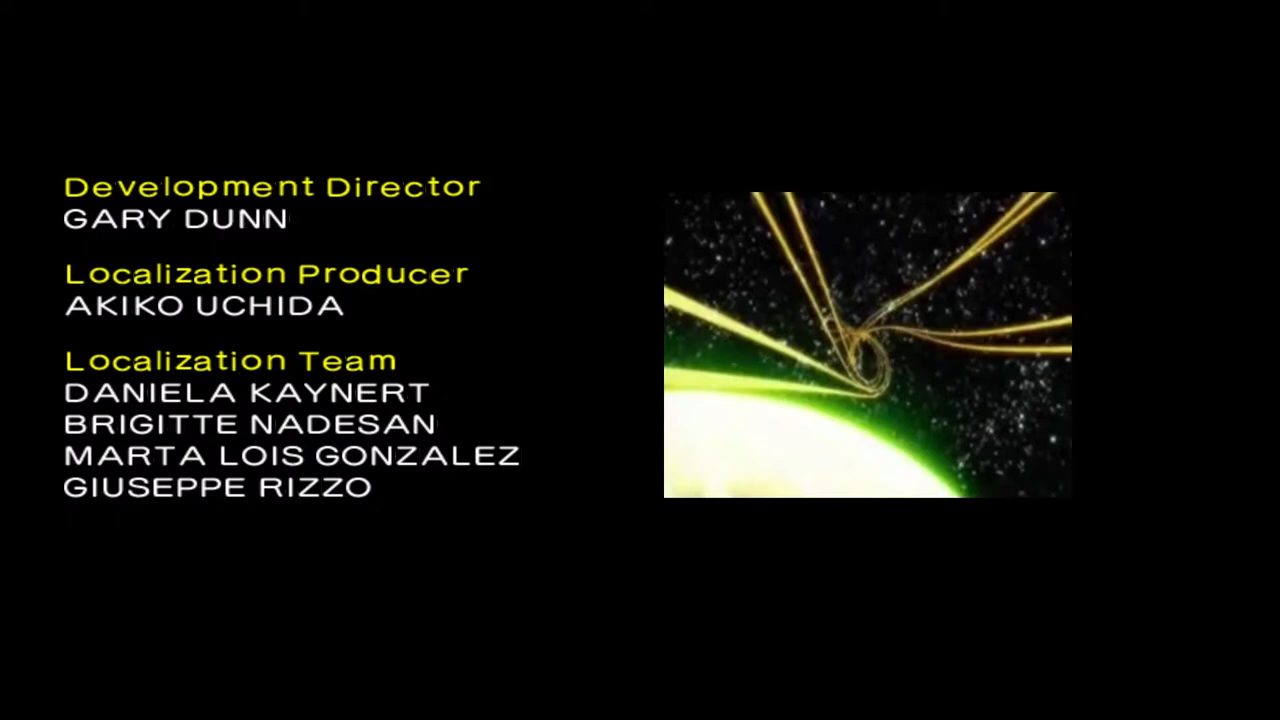 Development Director
GARY DUNN
Localization Producer
AKIKO UCHIDA
Localization Team
DANIELA KAYNERT
BRIGITTE NADESAN
MARTA LOIS GONZALEZ
GIUSEPPE RIZZO